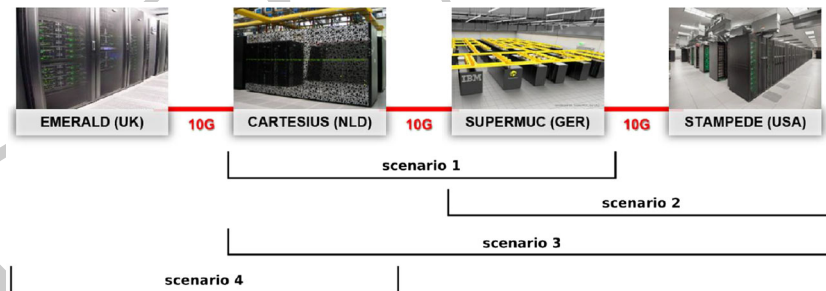 IBM
EMERALD (UK)
10G
CARTESIUS (NLD)
10G
SUPERMUC (GER)
10G
STAMPEDE (USA)
scenario 1
scenario 2
scenario 3
scenario 4